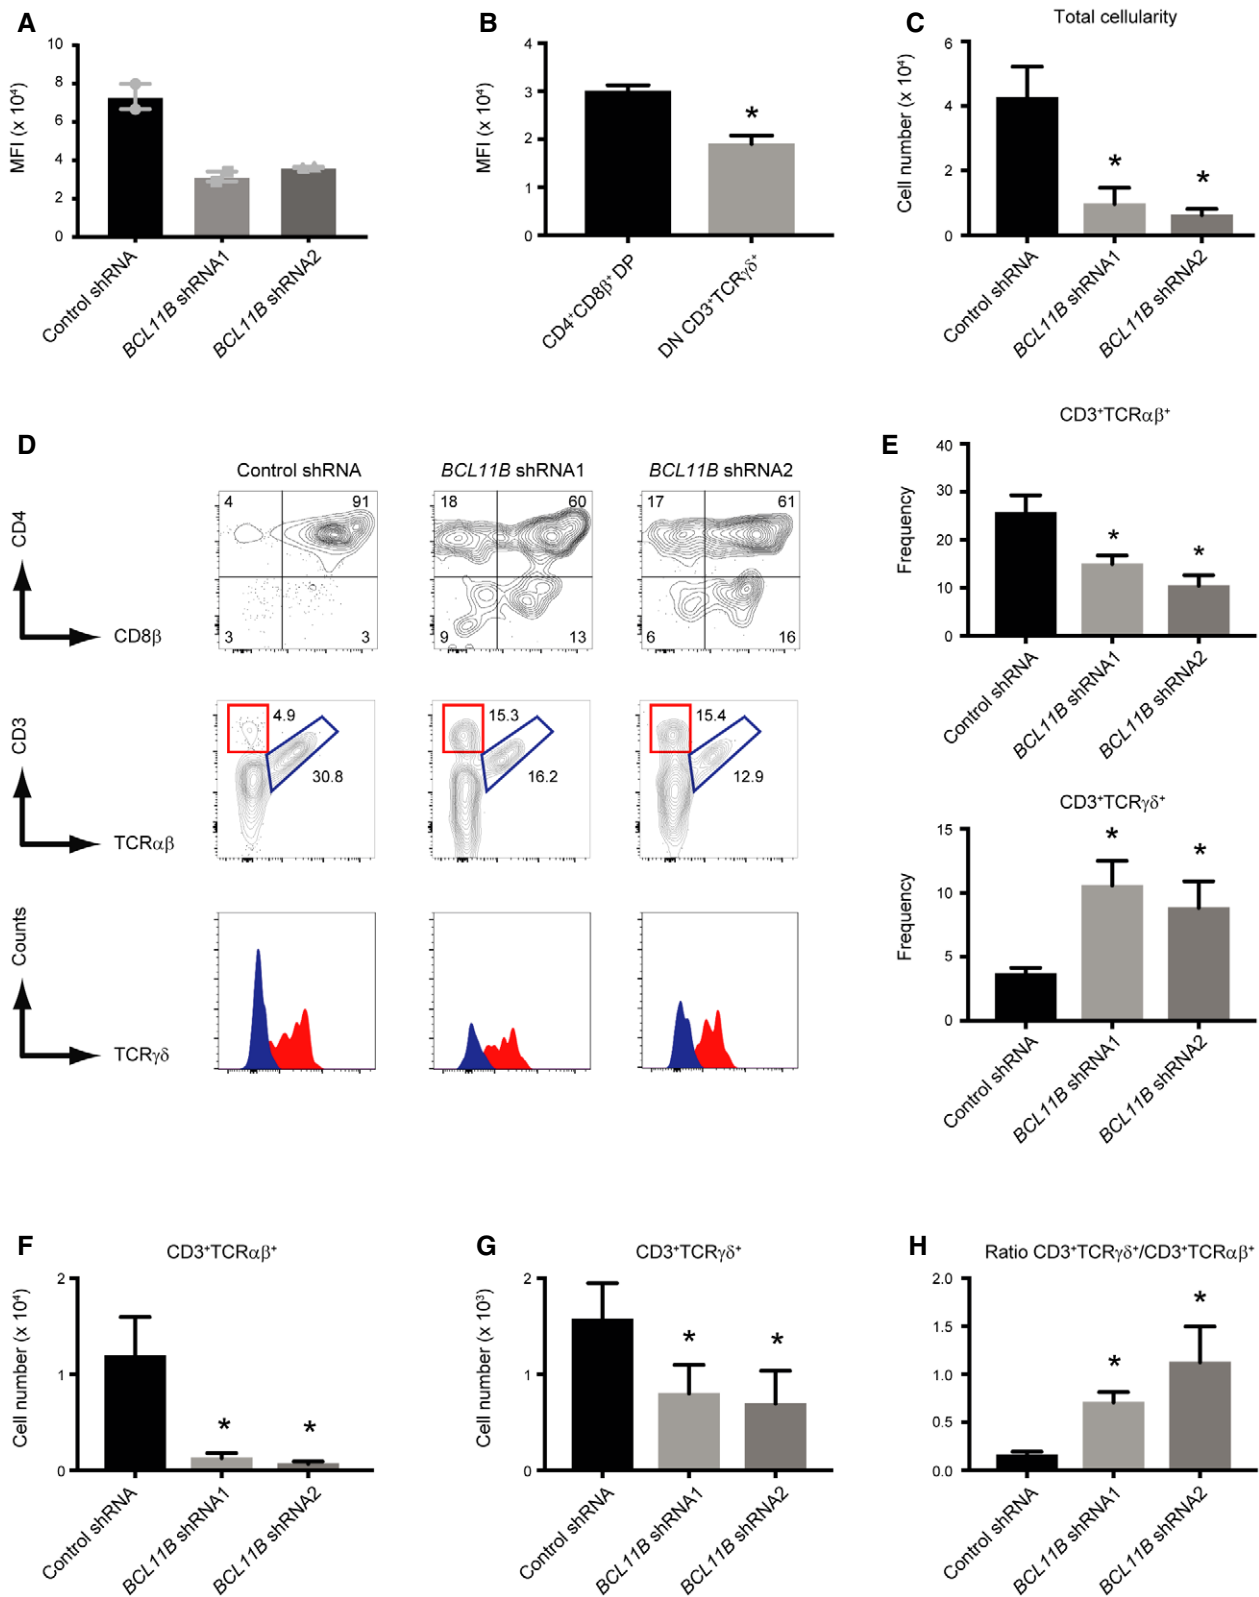 A
MFI (x 10⁴)
10
8
6
4
2
0
Control shRNA
BCL11B shRNA1
BCL11B shRNA2
B
MFI (x 10⁴)
4
3
2
1
0
*
CD4⁺CD8β⁺ DP
DN CD3⁺TCRγδ⁺
C
Total cellularity
Cell number (x 10⁴)
6
4
2
0
* *
Control shRNA
BCL11B shRNA1
BCL11B shRNA2
D
Control shRNA
BCL11B shRNA1
BCL11B shRNA2
CD4
CD8β
4 91
3 3
18 60
9 13
17 61
6 16
CD3
TCRαβ
4.9
30.8
15.3
16.2
15.4
12.9
Counts
TCRγδ
E
CD3⁺TCRαβ⁺
Frequency
40
30
20
10
0
* *
Control shRNA
BCL11B shRNA1
BCL11B shRNA2
CD3⁺TCRγδ⁺
Frequency
15
10
5
0
* *
Control shRNA
BCL11B shRNA1
BCL11B shRNA2
F
CD3⁺TCRαβ⁺
Cell number (x 10⁴)
2
1
0
* *
Control shRNA
BCL11B shRNA1
BCL11B shRNA2
G
CD3⁺TCRγδ⁺
Cell number (x 10³)
2
1
0
* *
Control shRNA
BCL11B shRNA1
BCL11B shRNA2
H
Ratio CD3⁺TCRγδ⁺/CD3⁺TCRαβ⁺
2.0
1.5
1.0
0.5
0.0
* *
Control shRNA
BCL11B shRNA1
BCL11B shRNA2